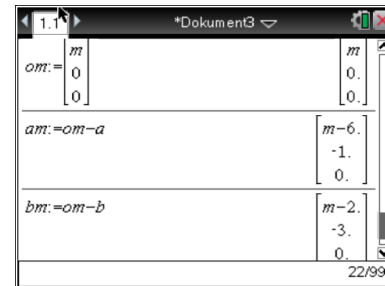 1.1 *Dokument3
om:=[m 0 0] [m 0. 0.]
am:=om-a [m-6. -1. 0.]
bm:=om-b [m-2. -3. 0.]
22/99